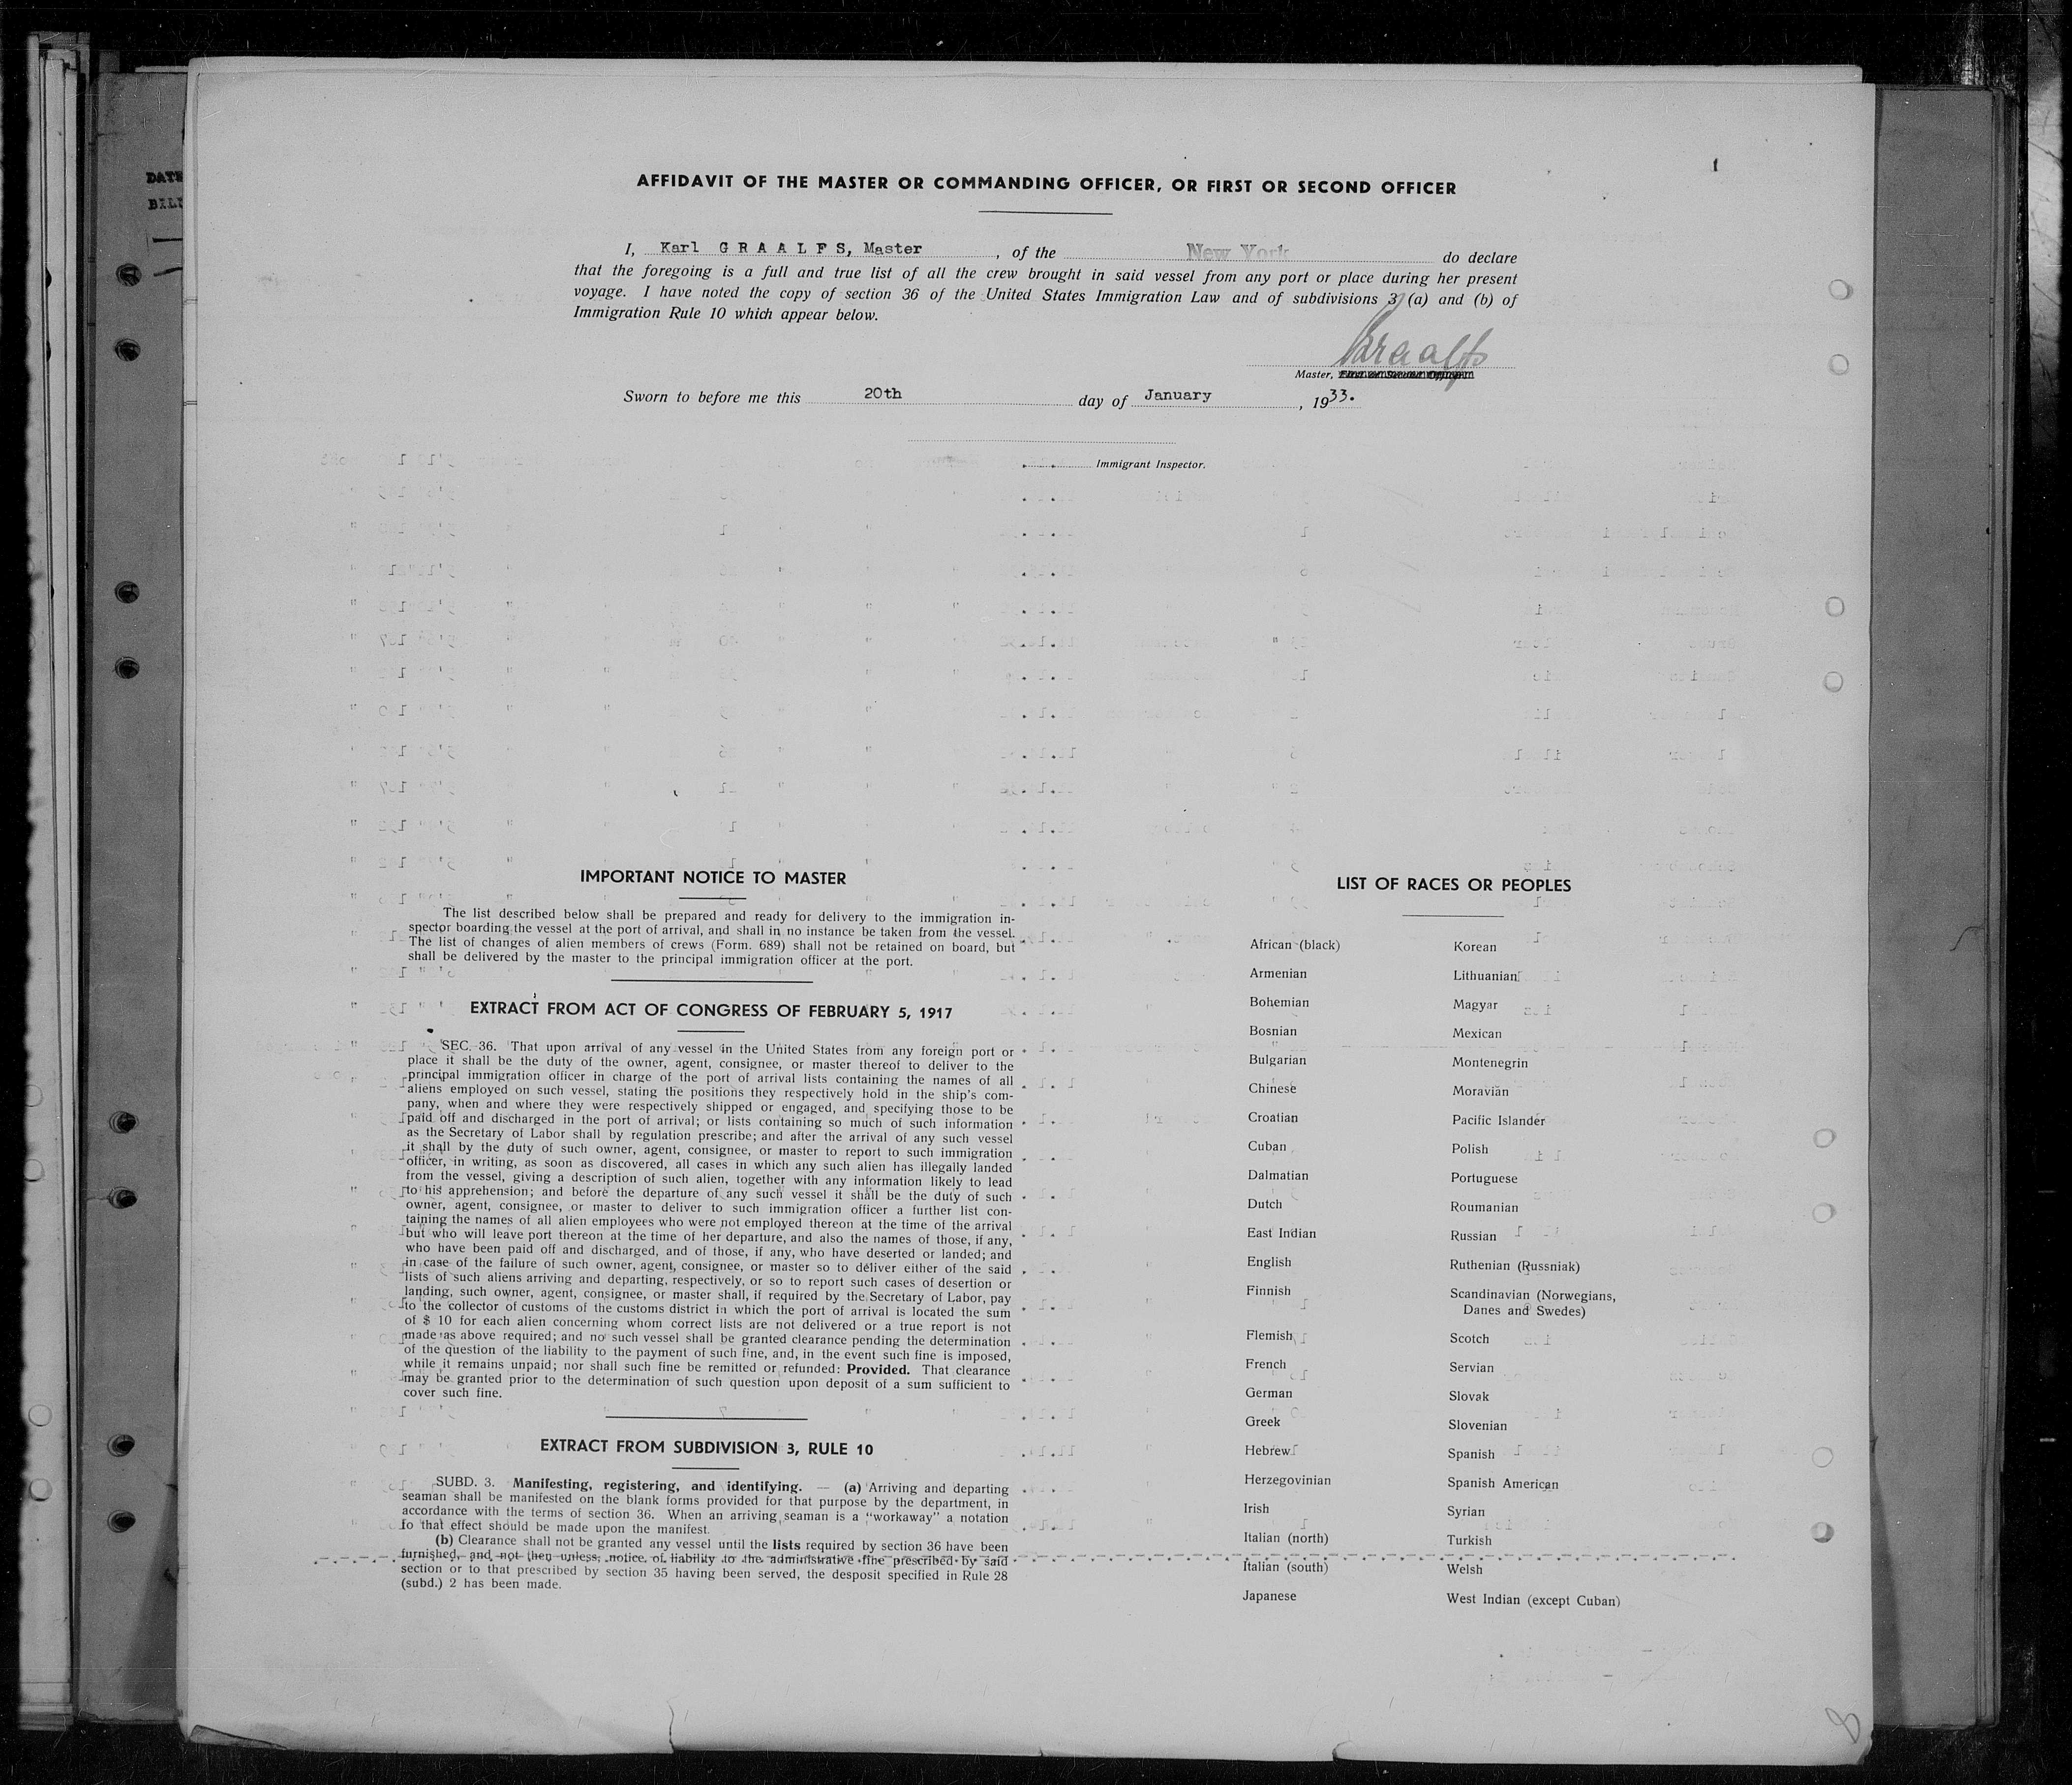 DATE
1
AFFIDAVIT OF THE MASTER OR COMMANDING OFFICER, OR FIRST OR SECOND OFFICER
I, Karl GRAALFS, Master, of the New York do declare
that the foregoing is a full and true list of all the crew brought in said vessel from any port or place during her present
voyage. I have noted the copy of section 36 of the United States Immigration Law and of subdivisions 3 (a) and (b) of
Immigration Rule 10 which appear below.
Graalfs
Master,
Sworn to before me this 20th day of January, 1933.
Immigrant Inspector.
IMPORTANT NOTICE TO MASTER
The list described below shall be prepared and ready for delivery to the immigration in-
spector boarding the vessel at the port of arrival, and shall in no instance be taken from the vessel.
The list of changes of alien members of crews (Form. 689) shall not be retained on board, but
shall be delivered by the master to the principal immigration officer at the port.
EXTRACT FROM ACT OF CONGRESS OF FEBRUARY 5, 1917
SEC. 36. That upon arrival of any vessel in the United States from any foreign port or
place it shall be the duty of the owner, agent, consignee, or master thereof to deliver to the
principal immigration officer in charge of the port of arrival lists containing the names of all
aliens employed on such vessel, stating the positions they respectively hold in the ship's com-
pany, when and where they were respectively shipped or engaged, and specifying those to be
paid off and discharged in the port of arrival; or lists containing so much of such information
as the Secretary of Labor shall by regulation prescribe; and after the arrival of any such vessel
it shall by the duty of such owner, agent, consignee, or master to report to such immigration
officer, in writing, as soon as discovered, all cases in which any such alien has illegally landed
from the vessel, giving a description of such alien, together with any information likely to lead
to his apprehension; and before the departure of any such vessel it shall be the duty of such
owner, agent, consignee, or master to deliver to such immigration officer a further list con-
taining the names of all alien employees who were not employed thereon at the time of the arrival
but who will leave port thereon at the time of her departure, and also the names of those, if any,
who have been paid off and discharged, and of those, if any, who have deserted or landed; and
in case of the failure of such owner, agent, consignee, or master so to deliver either of the said
lists of such aliens arriving and departing, respectively, or so to report such cases of desertion or
landing, such owner, agent, consignee, or master shall, if required by the Secretary of Labor, pay
to the collector of customs of the customs district in which the port of arrival is located the sum
of $ 10 for each alien concerning whom correct lists are not delivered or a true report is not
made as above required; and no such vessel shall be granted clearance pending the determination
of the question of the liability to the payment of such fine, and, in the event such fine is imposed,
while it remains unpaid; nor shall such fine be remitted or refunded: Provided. That clearance
may be granted prior to the determination of such question upon deposit of a sum sufficient to
cover such fine.
EXTRACT FROM SUBDIVISION 3, RULE 10
SUBD. 3. Manifesting, registering, and identifying. — (a) Arriving and departing
seaman shall be manifested on the blank forms provided for that purpose by the department, in
accordance with the terms of section 36. When an arriving seaman is a "workaway" a notation
to that effect should be made upon the manifest.
(b) Clearance shall not be granted any vessel until the lists required by section 36 have been
furnished, and not then unless, notice of liability to the administrative fine prescribed by said
section or to that prescribed by section 35 having been served, the desposit specified in Rule 28
(subd.) 2 has been made.
LIST OF RACES OR PEOPLES
African (black)
Armenian
Bohemian
Bosnian
Bulgarian
Chinese
Croatian
Cuban
Dalmatian
Dutch
East Indian
English
Finnish
Flemish
French
German
Greek
Hebrew
Herzegovinian
Irish
Italian (north)
Italian (south)
Japanese
Korean
Lithuanian
Magyar
Mexican
Montenegrin
Moravian
Pacific Islander
Polish
Portuguese
Roumanian
Russian
Ruthenian (Russniak)
Scandinavian (Norwegians,
Danes and Swedes)
Scotch
Servian
Slovak
Slovenian
Spanish
Spanish American
Syrian
Turkish
Welsh
West Indian (except Cuban)
8